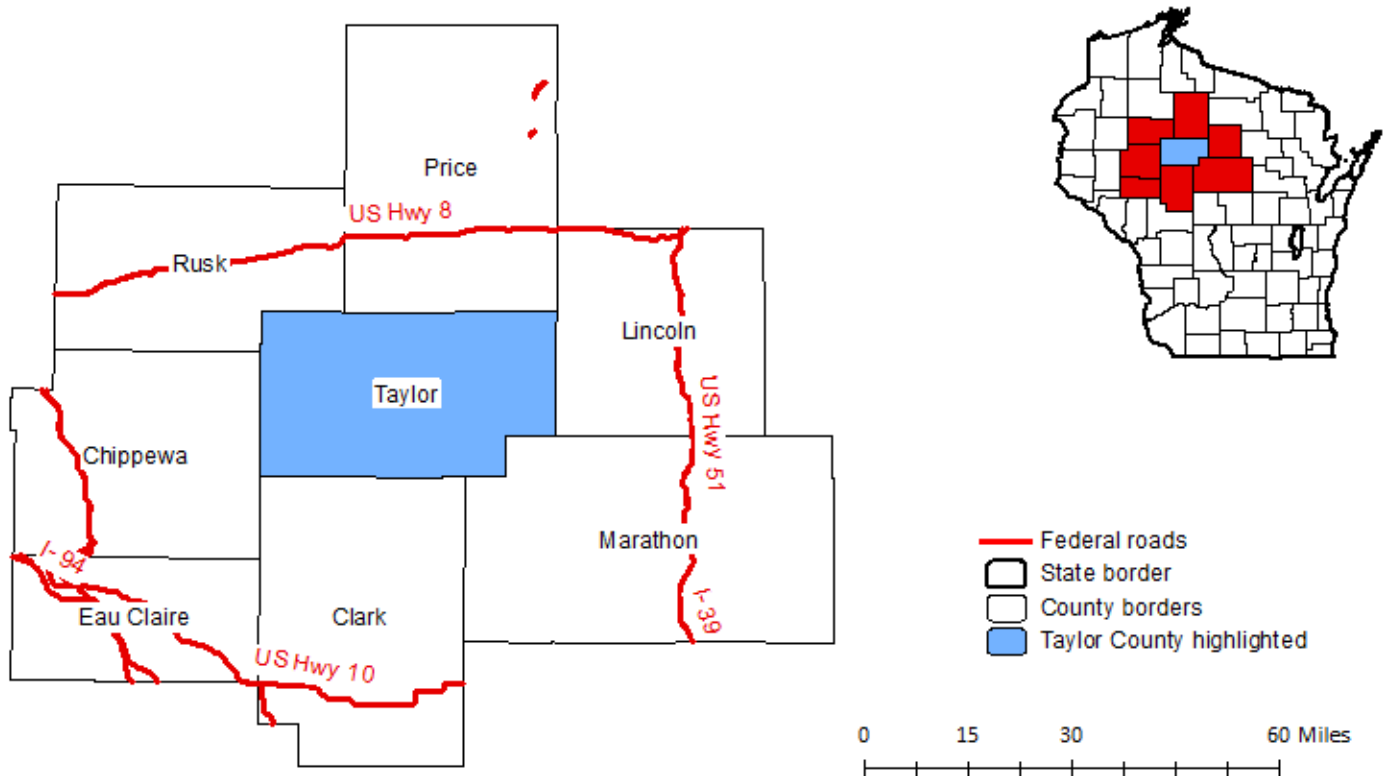 Price
US Hwy 8
Rusk
Lincoln
Taylor
US Hwy 51
Chippewa
Marathon
I-94
I-39
Eau Claire
Clark
US Hwy 10
Federal roads
State border
County borders
Taylor County highlighted
0 15 30 60 Miles